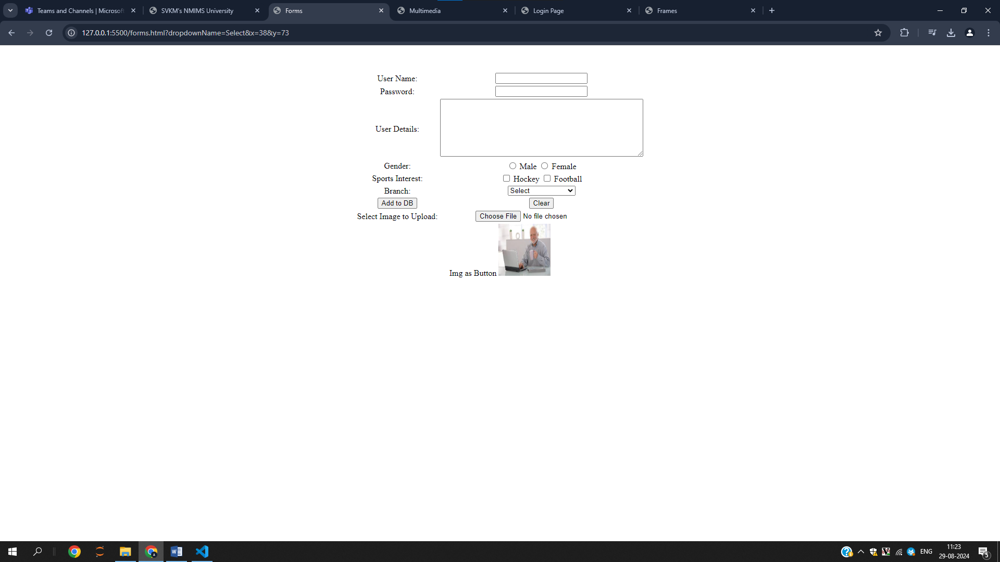 Teams and Channels | Microsoft
SVKM's NMIMS University
Forms
Multimedia
Login Page
Frames
127.0.0.1:5500/forms.html?dropdownName=Select&x=38&y=73
User Name:
Password:
User Details:
Gender: Male Female
Sports Interest: Hockey Football
Branch: Select
Add to DB Clear
Select Image to Upload: Choose File No file chosen
Img as Button
ENG
11:23
29-08-2024
5